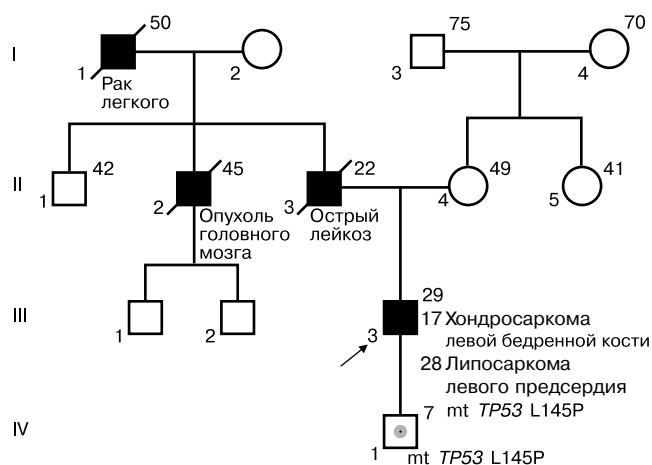 50
75
70
I
1
2
3
4
Рак
легкого
42
45
22
49
41
II
1
2
3
4
5
Опухоль
головного
мозга
Острый
лейкоз
29
III
1
2
3
17 Хондросаркома
левой бедренной кости
28 Липосаркома
левого предсердия
7 mt TP53 L145P
IV
1
mt TP53 L145P